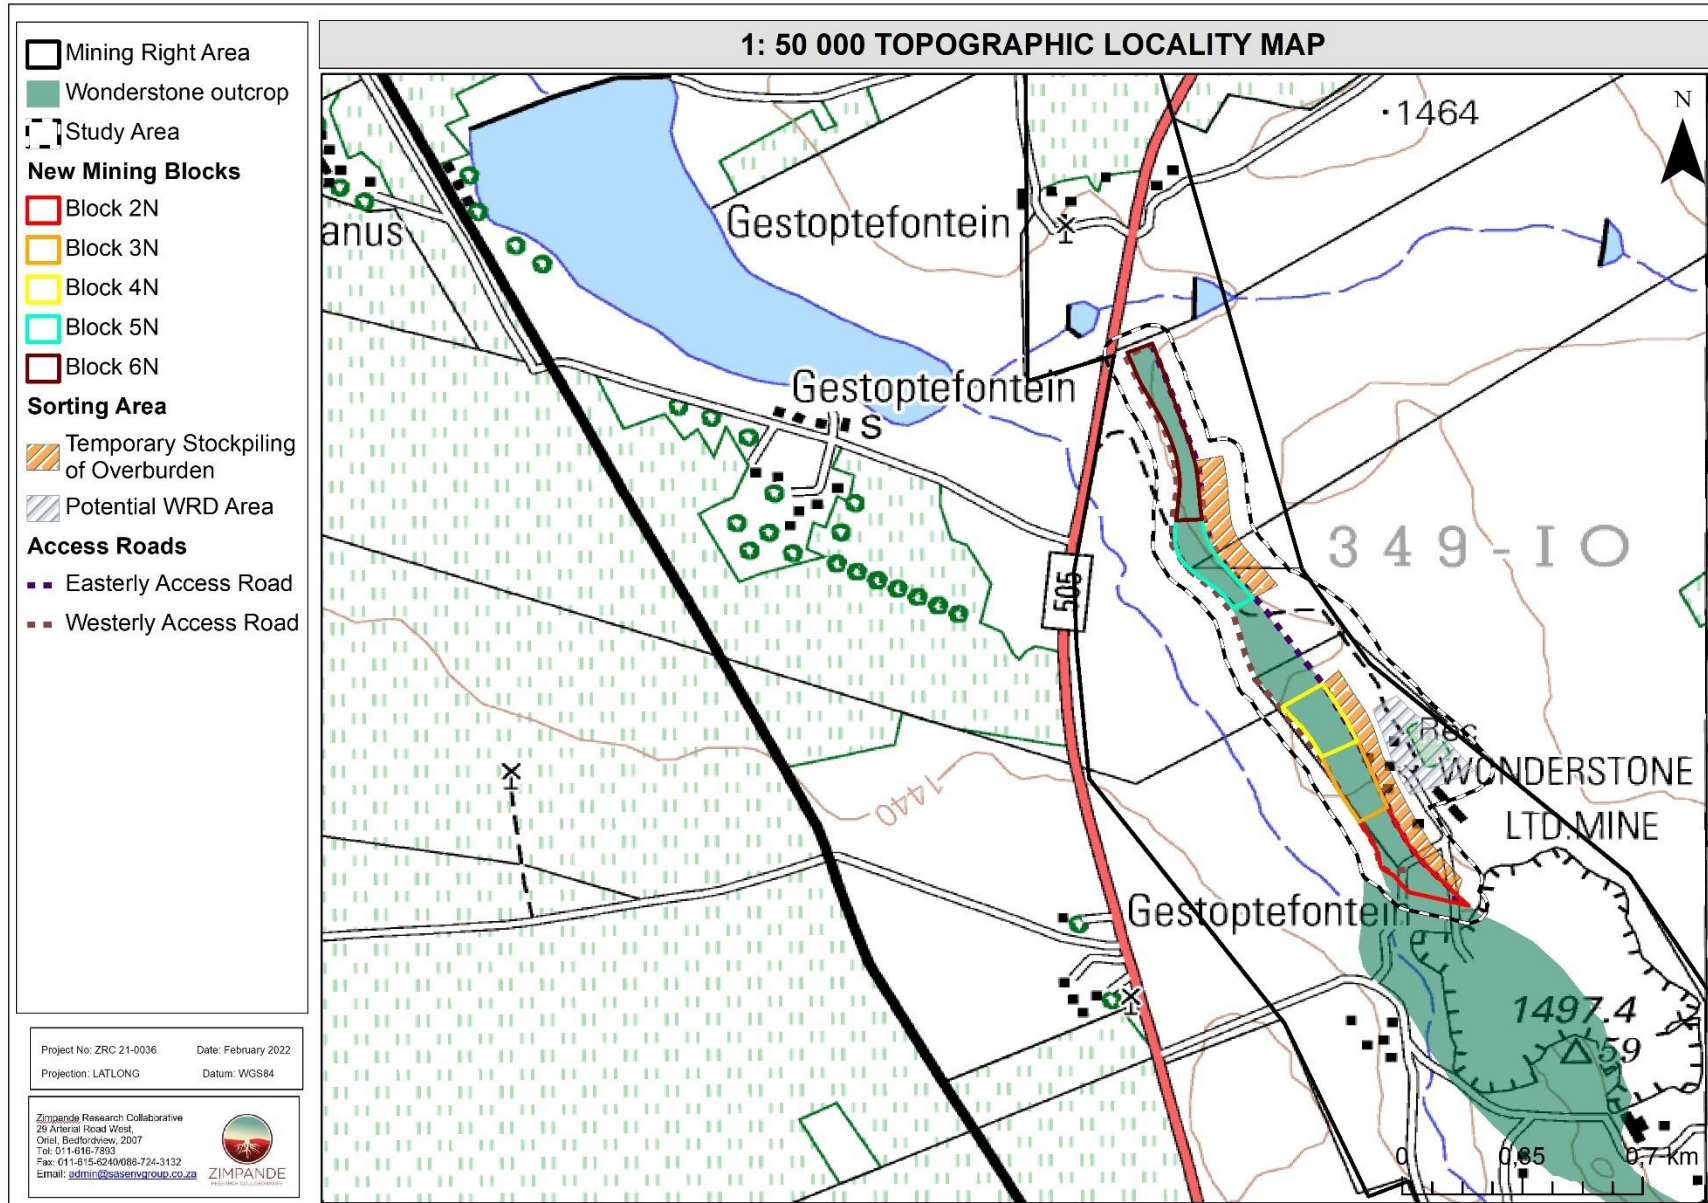 1: 50 000 TOPOGRAPHIC LOCALITY MAP
Mining Right Area
Wonderstone outcrop
Study Area
New Mining Blocks
Block 2N
Block 3N
Block 4N
Block 5N
Block 6N
Sorting Area
Temporary Stockpiling
of Overburden
Potential WRD Area
Access Roads
Easterly Access Road
Westerly Access Road
Project No: ZRC 21-0036 Date: February 2022
Projection: LATLONG Datum: WGS84
Zimpande Research Collaborative
29 Arterial Road West,
Oriel, Bedfordview, 2007
Tel: 011-616-7893
Fax: 011-615-6240/086-724-3132
Email: admin@sasenvgroup.co.za
ZIMPANDE
RESEARCH COLLABORATIVE
N
1464
anus
Gestoptefontein
Gestoptefontein
S
349-IO
505
Rec
WONDERSTONE
LTD.MINE
1440
Gestoptefontein
1497.4
59
0 0,35 0,7 km